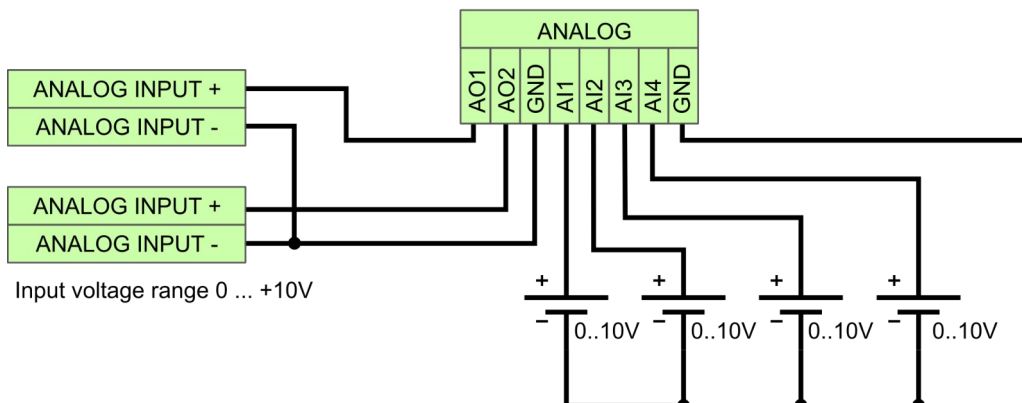 ANALOG
AO1 AO2 GND AI1 AI2 AI3 AI4 GND
ANALOG INPUT +
ANALOG INPUT -
ANALOG INPUT +
ANALOG INPUT -
Input voltage range 0 ... +10V
+ + + +
− 0..10V − 0..10V − 0..10V − 0..10V